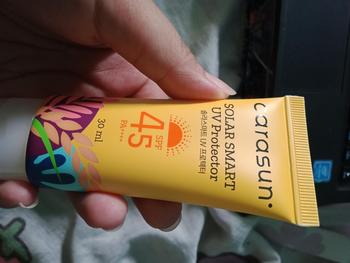 carasun.
SOLAR SMART
UV Protector
솔라스마트 UV 프로텍터
SPF
45
PA++++
30 ml